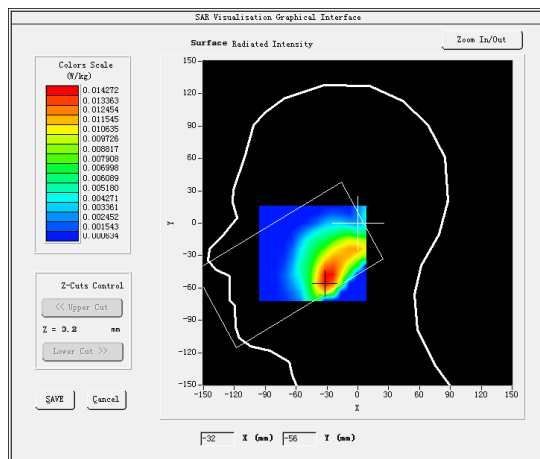 SAR Visualization Graphical Interface
Surface Radiated Intensity
Zoom In/Out
Colors Scale
(W/kg)
0.014272
0.013363
0.012454
0.011545
0.010635
0.009726
0.008817
0.007908
0.006998
0.006089
0.005180
0.004271
0.003361
0.002452
0.001543
0.000634
Z-Cuts Control
<< Upper Cut
Z = 0.2 mm
Lower Cut >>
SAVE Cancel
150
120
90
60
30
0
-30
-60
-90
-120
-150
Y
-150 -120 -90 -60 -30 0 30 60 90 120 150
X
-32 X (mm) -56 Y (mm)